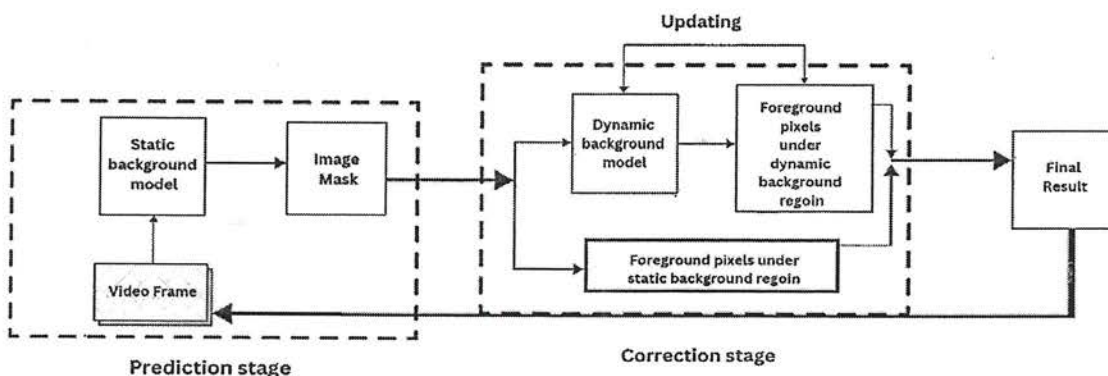 Updating
Static
background
model
Image
Mask
Dynamic
background
model
Foreground
pixels
under
dynamic
background
regoin
Final
Result
Video Frame
Foreground pixels under
static background regoin
Prediction stage
Correction stage